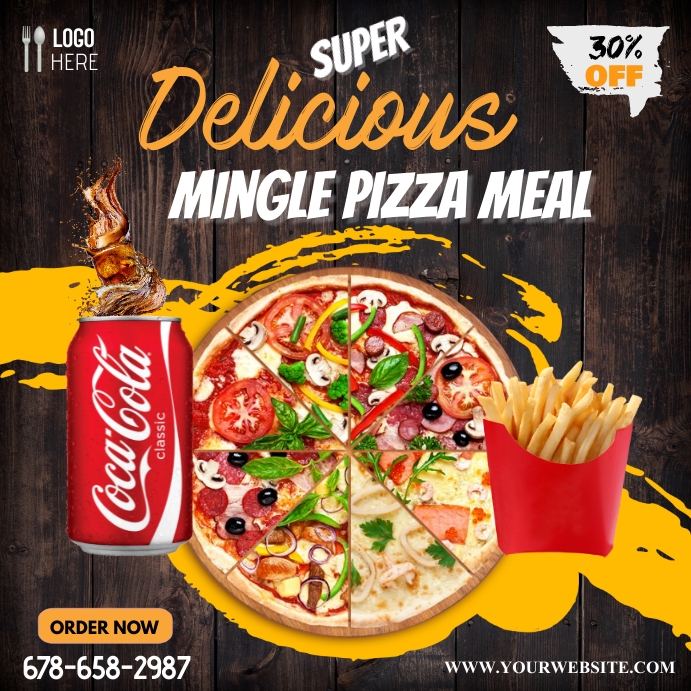 LOGO
HERE
SUPER
Delicious
MINGLE PIZZA MEAL
30%
OFF
Coca-Cola
classic
ORDER NOW
678-658-2987
WWW.YOURWEBSITE.COM